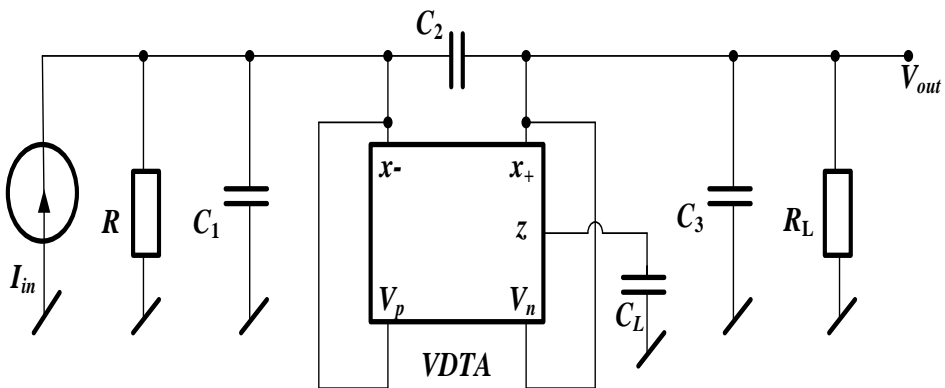 C2
Vout
x- x+
R C1 z C3 RL
Iin
Vp Vn CL
VDTA